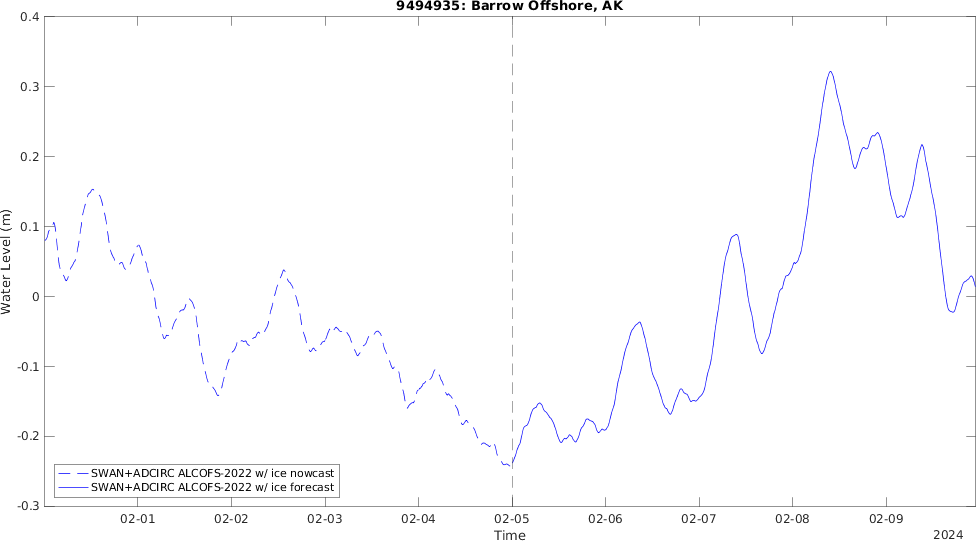 9494935: Barrow Offshore, AK
0.4
0.3
0.2
0.1
0
-0.1
-0.2
-0.3
Water Level (m)
SWAN+ADCIRC ALCOFS-2022 w/ ice nowcast
SWAN+ADCIRC ALCOFS-2022 w/ ice forecast
02-01 02-02 02-03 02-04 02-05 02-06 02-07 02-08 02-09
Time
2024